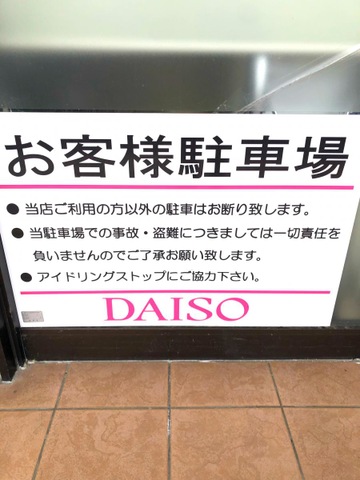 お客様駐車場
● 当店ご利用の方以外の駐車はお断り致します。
● 当駐車場での事故・盗難につきましては一切責任を
負いませんのでご了承お願い致します。
● アイドリングストップにご協力下さい。
DAISO